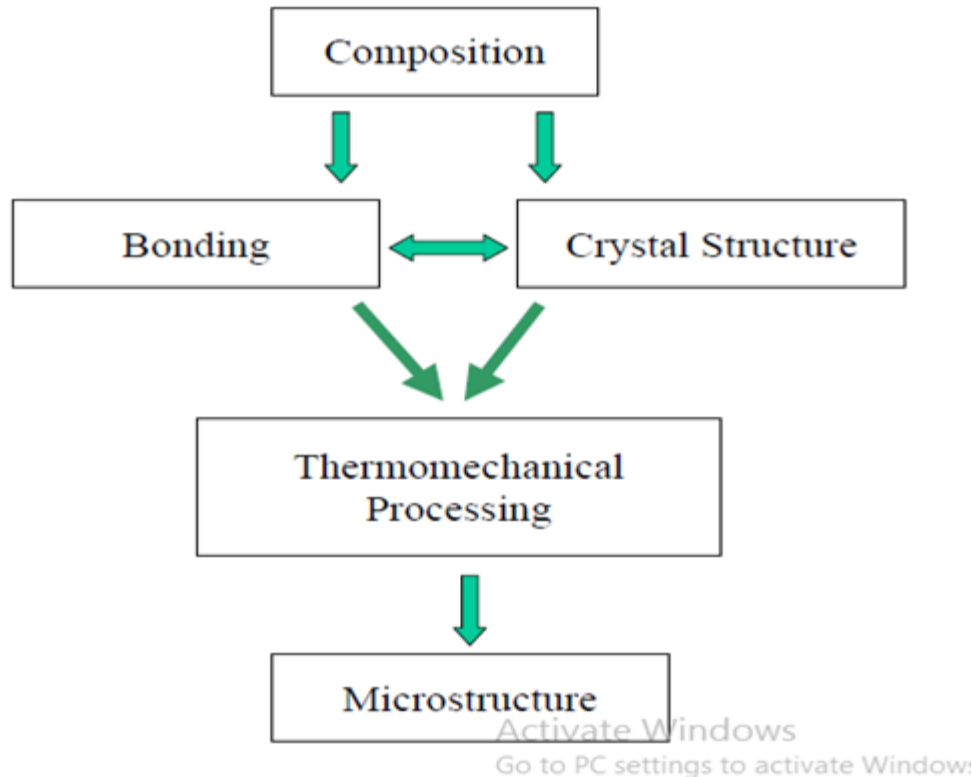 Composition
Bonding
Crystal Structure
Thermomechanical
Processing
Microstructure
Activate Windows
Go to PC settings to activate Windows